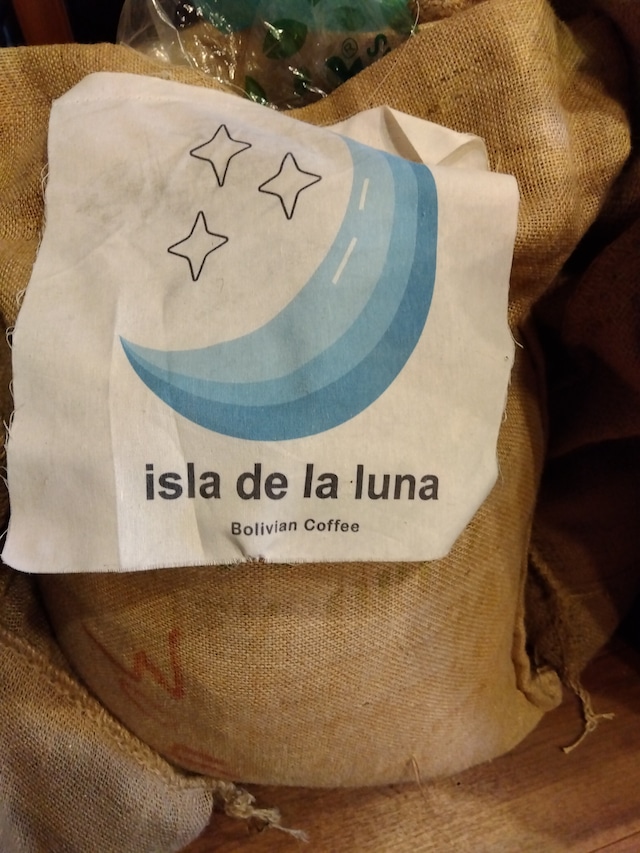 isla de la luna
Bolivian Coffee